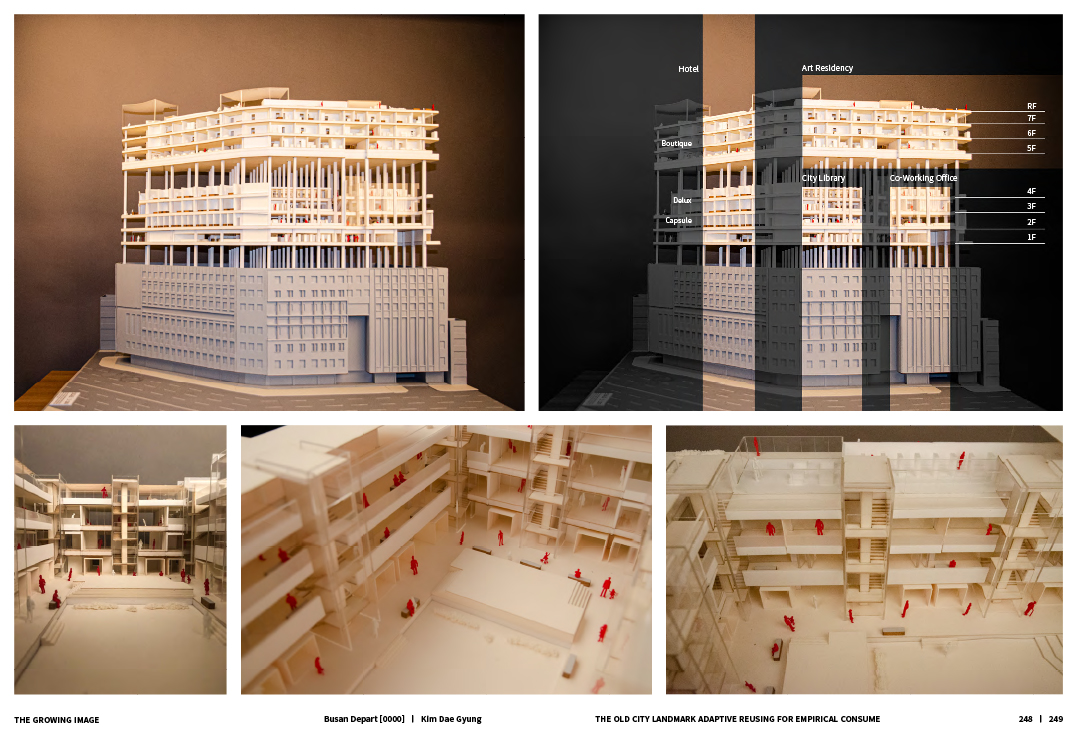 Hotel
Art Residency
RF
7F
6F
5F
Boutique
City Library
Co-Working Office
4F
3F
2F
1F
Delux
Capsule
THE GROWING IMAGE
Busan Depart [0000] | Kim Dae Gyung
THE OLD CITY LANDMARK ADAPTIVE REUSING FOR EMPIRICAL CONSUME
248 | 249